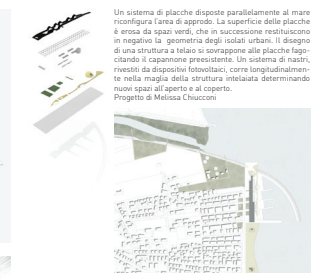 Un sistema di placche disposte parallelamente al mare
riconfigura l'area di approdo. La superficie delle placche
è erosa da spazi verdi, che in successione restituiscono
in negativo la geometria degli isolati urbani. Il disegno
di una struttura a telaio si sovrappone alle placche fago-
citando il capannone preesistente. Un sistema di nastri,
rivestiti da dispositivi fotovoltaici, corre longitudinalmen-
te nella maglia della struttura intelaiata determinando
nuovi spazi all'aperto e al coperto.
Progetto di Melissa Chiucconi